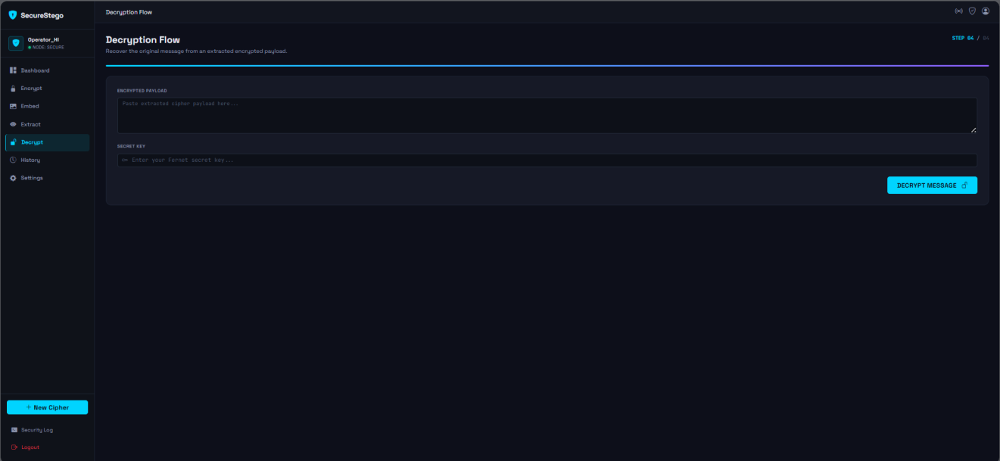 SecureStego
Decryption Flow
Operator_Hi
NODE: SECURE
Dashboard
Encrypt
Embed
Extract
Decrypt
History
Settings
+ New Cipher
Security Log
Logout
Decryption Flow
STEP 04 / 04
Recover the original message from an extracted encrypted payload.
ENCRYPTED PAYLOAD
Paste extracted cipher payload here...
SECRET KEY
Enter your Fernet secret key...
DECRYPT MESSAGE